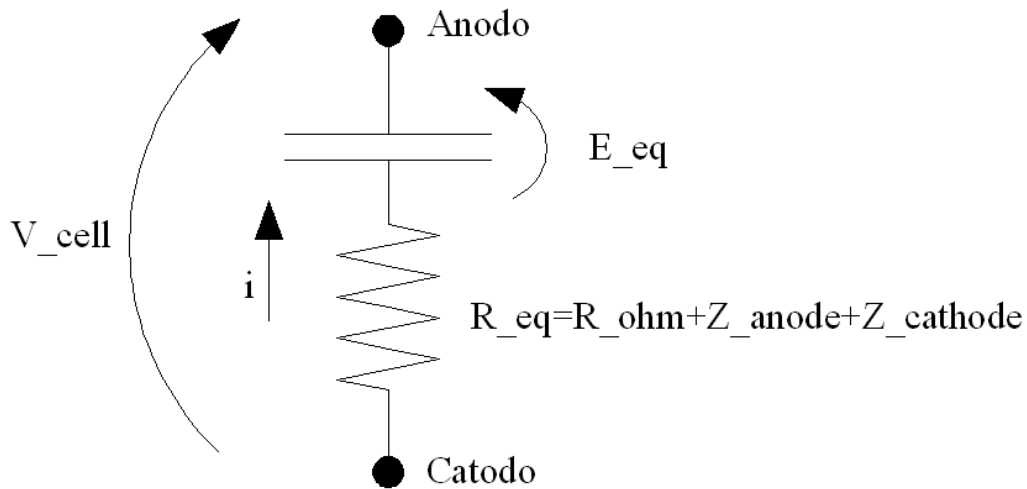 Anodo
E_eq
V_cell
i
R_eq=R_ohm+Z_anode+Z_cathode
Catodo